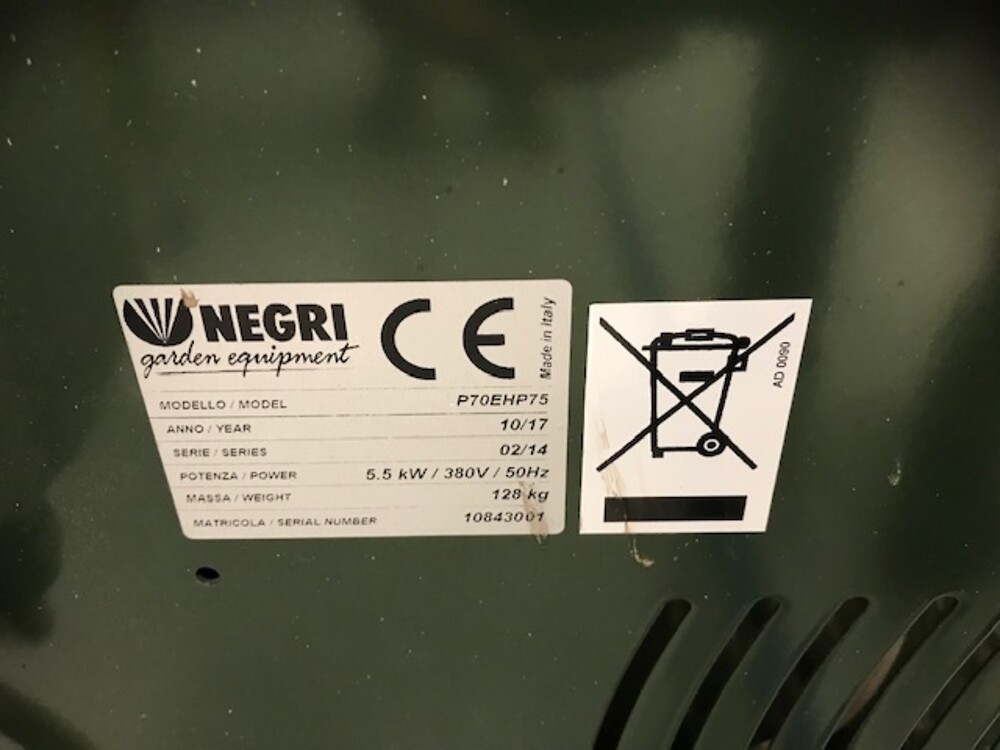 NEGRI
garden equipment
CE
Made in Italy
MODELLO / MODEL P70EHP75
ANNO / YEAR 10/17
SERIE / SERIES 02/14
POTENZA / POWER 5.5 kW / 380V / 50Hz
MASSA / WEIGHT 128 kg
MATRICOLA / SERIAL NUMBER 10843001
AD 0090